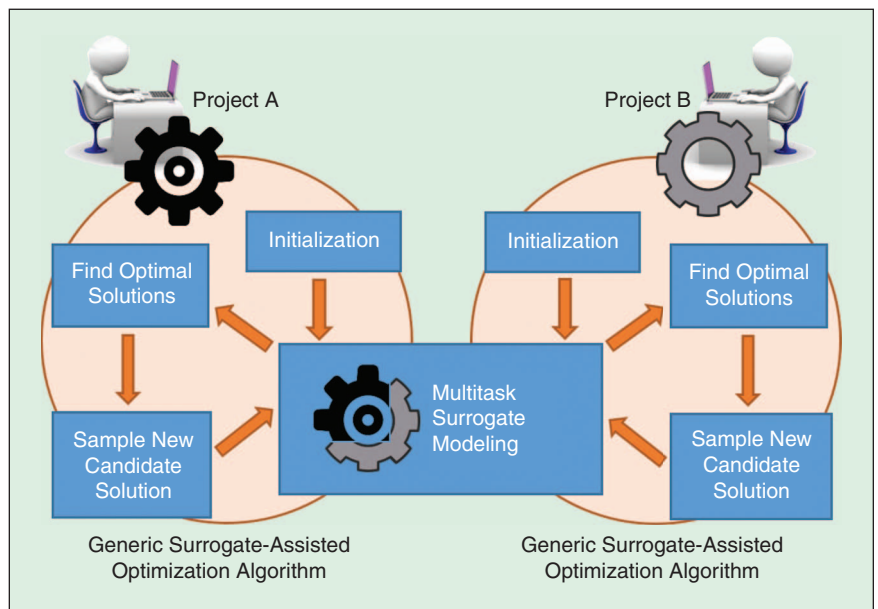 Project A
Project B
Initialization
Find Optimal
Solutions
Sample New
Candidate
Solution
Initialization
Find Optimal
Solutions
Sample New
Candidate
Solution
Multitask
Surrogate
Modeling
Generic Surrogate-Assisted
Optimization Algorithm
Generic Surrogate-Assisted
Optimization Algorithm